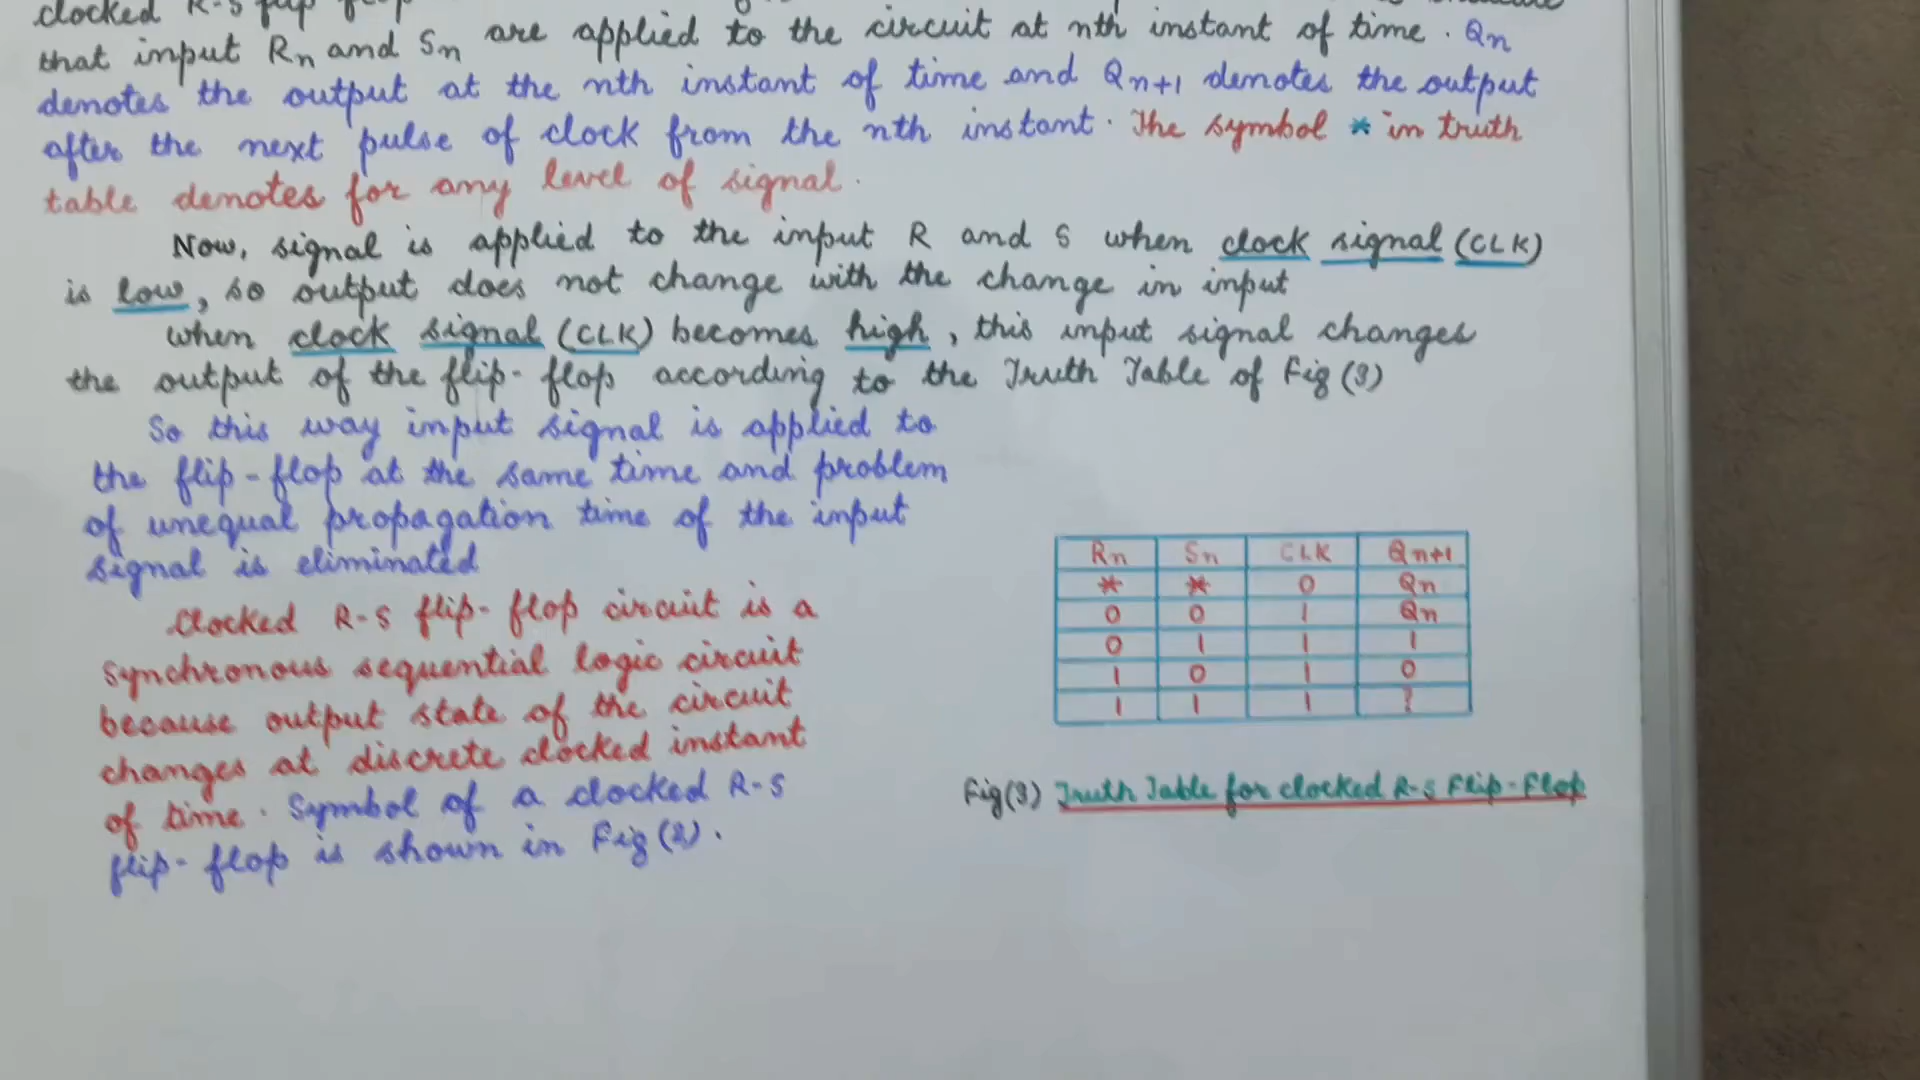 clocked R-S flip flop
that input Rn and Sn are applied to the circuit at nth instant of time. Qn
denotes the output at the nth instant of time and Qn+1 denotes the output
after the next pulse of clock from the nth instant. The symbol * in truth
table denotes for any level of signal.
Now, signal is applied to the input R and S when clock signal (CLK)
is low, so output does not change with the change in input
when clock signal (CLK) becomes high, this input signal changes
the output of the flip-flop according to the Truth Table of Fig (3)
So this way input signal is applied to
the flip-flop at the same time and problem
of unequal propagation time of the input
signal is eliminated
Clocked R-S flip-flop circuit is a
synchronous sequential logic circuit
because output state of the circuit
changes at discrete clocked instant
of time. Symbol of a clocked R-S
flip-flop is shown in Fig (2).
Rn Sn CLK Qn+1
* * 0 Qn
0 0 1 Qn
0 1 1 1
1 0 1 0
1 1 1 ?
Fig (3) Truth Table for clocked R-S Flip-Flop